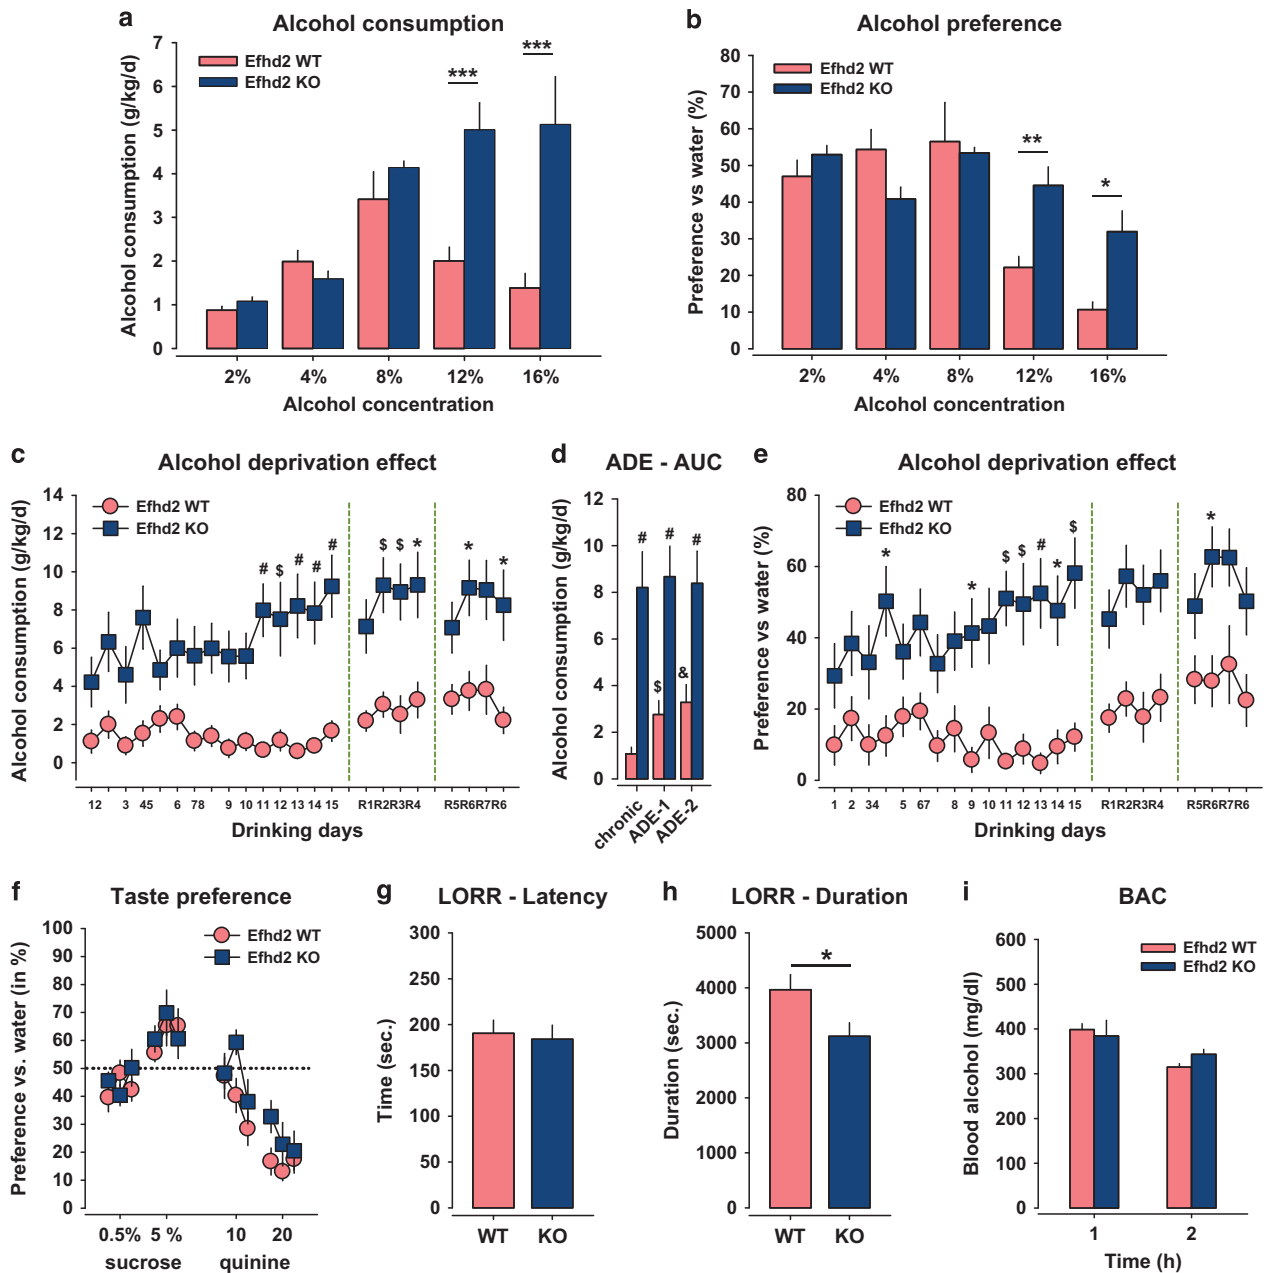 a
Alcohol consumption
7
6
5
4
3
2
1
0
Alcohol consumption (g/kg/d)
Efhd2 WT
Efhd2 KO
***
***
2%
4%
8%
12%
16%
Alcohol concentration
b
Alcohol preference
80
70
60
50
40
30
20
10
0
Preference vs water (%)
Efhd2 WT
Efhd2 KO
**
*
2%
4%
8%
12%
16%
Alcohol concentration
c
Alcohol deprivation effect
14
12
10
8
6
4
2
0
Alcohol consumption (g/kg/d)
Efhd2 WT
Efhd2 KO
# $ # # # $ $ * * *
12 3 45 6 78 9 10 11 12 13 14 15 R1R2R3R4 R5R6R7R6
Drinking days
d
ADE - AUC
12
10
8
6
4
2
0
Alcohol consumption (g/kg/d)
# # #
$ &
chronic
ADE-1
ADE-2
e
Alcohol deprivation effect
80
60
40
20
0
Preference vs water (%)
Efhd2 WT
Efhd2 KO
* * $ $ # * $ *
1 2 34 5 67 8 9 10 11 12 13 14 15 R1R2R3R4 R5R6R7R6
Drinking days
f
Taste preference
100
90
80
70
60
50
40
30
20
10
0
Preference vs. water (in %)
Efhd2 WT
Efhd2 KO
0.5% 5 % 10 20
sucrose quinine
g
LORR - Latency
300
250
200
150
100
50
0
Time (sec.)
WT KO
h
LORR - Duration
5000
4000
3000
2000
1000
0
Duration (sec.)
*
WT KO
i
BAC
600
500
400
300
200
100
0
Blood alcohol (mg/dl)
Efhd2 WT
Efhd2 KO
1 2
Time (h)